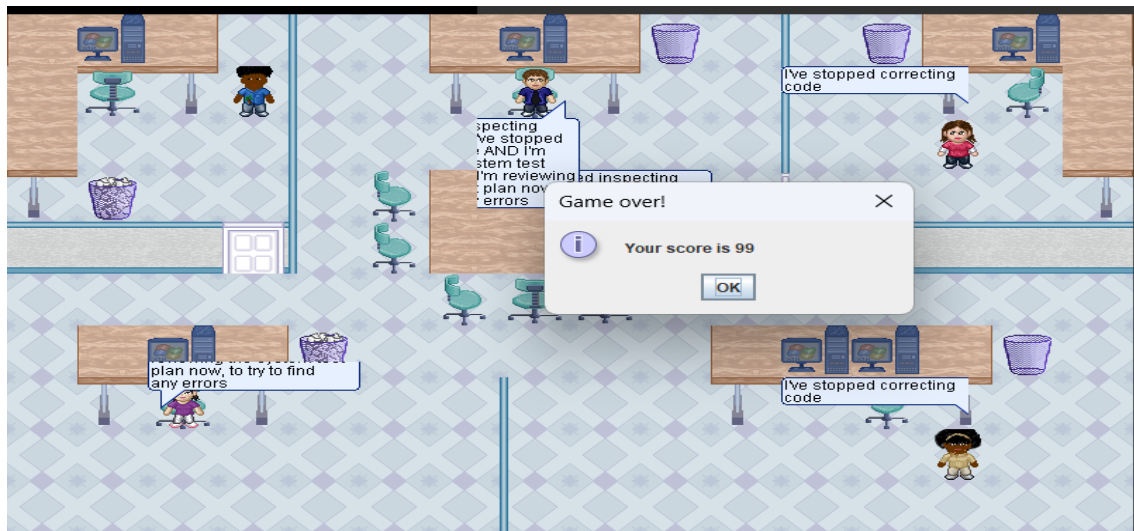 I've stopped correcting
code
specting
've stopped
AND I'm
stem test
I'm reviewing
plan now
errors
ed inspecting
Game over!
Your score is 99
OK
plan now, to try to find
any errors
I've stopped correcting
code